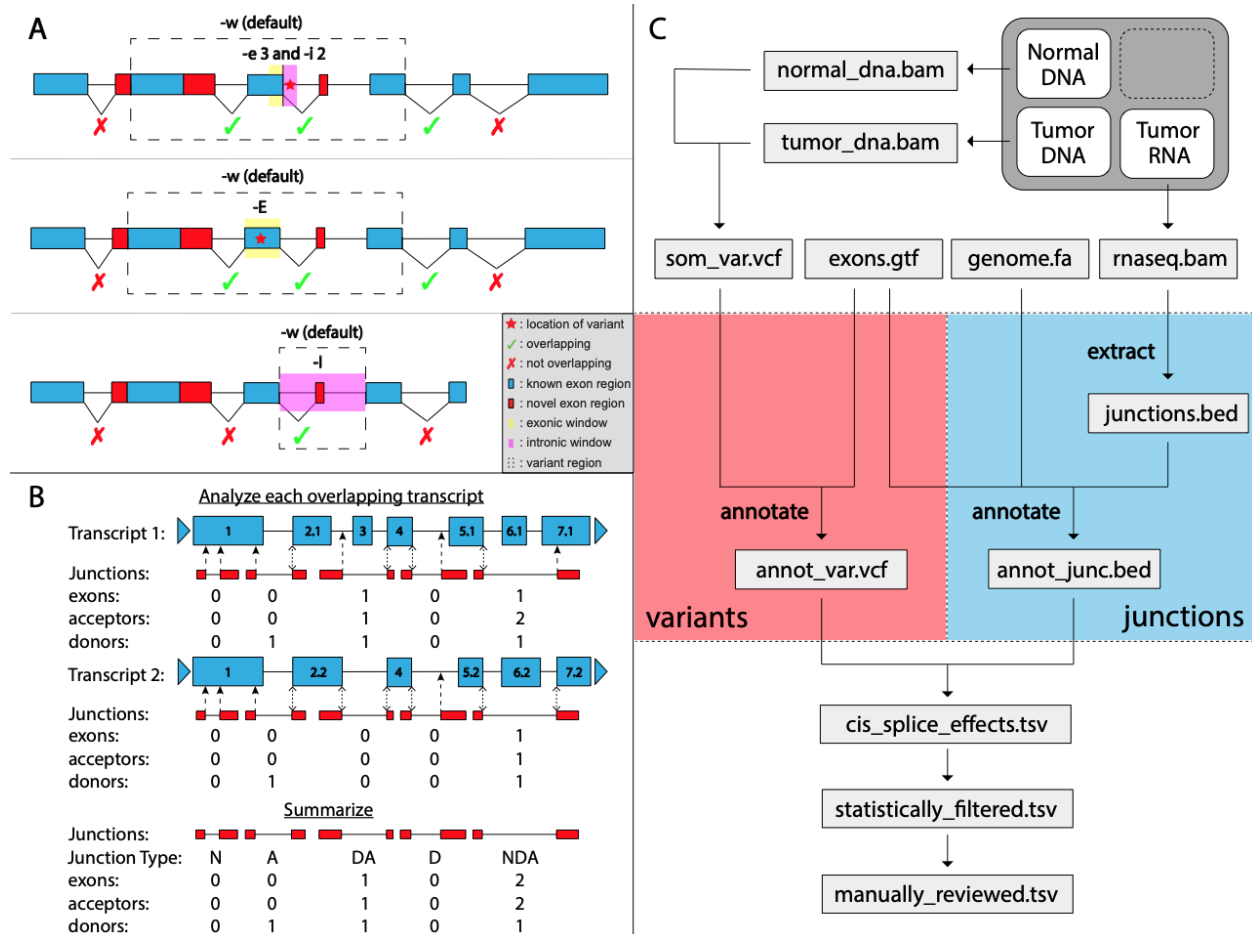 A
-w (default)
-e 3 and -i 2
✗ ✓ ✓ ✓ ✗
-w (default)
-E
✗ ✓ ✓ ✓ ✗
-w (default)
-I
✗ ✗ ✓ ✗
★ : location of variant
✓ : overlapping
✗ : not overlapping
: known exon region
: novel exon region
: exonic window
: intronic window
: variant region
B
Analyze each overlapping transcript
Transcript 1: 1 2.1 3 4 5.1 6.1 7.1
Junctions:
exons: 0 0 1 0 1
acceptors: 0 0 1 0 2
donors: 0 1 1 0 1
Transcript 2: 1 2.2 4 5.2 6.2 7.2
Junctions:
exons: 0 0 0 0 1
acceptors: 0 0 0 0 1
donors: 0 1 0 0 1
Summarize
Junctions:
Junction Type: N A DA D NDA
exons: 0 0 1 0 2
acceptors: 0 0 1 0 2
donors: 0 1 1 0 1
C
Normal
DNA
Tumor
DNA
Tumor
RNA
normal_dna.bam
tumor_dna.bam
som_var.vcf
exons.gtf
genome.fa
rnaseq.bam
extract
junctions.bed
annotate
annotate
annot_var.vcf
annot_junc.bed
variants
junctions
cis_splice_effects.tsv
statistically_filtered.tsv
manually_reviewed.tsv